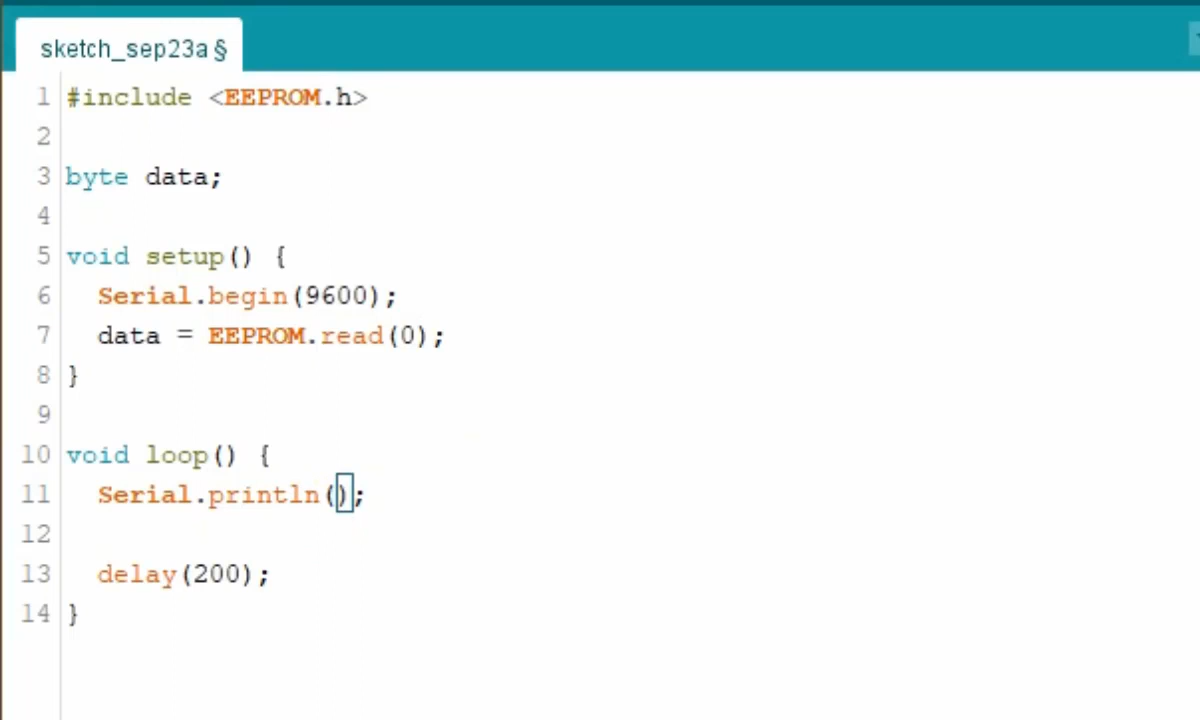 sketch_sep23a §
1 #include <EEPROM.h>
2
3 byte data;
4
5 void setup() {
6   Serial.begin(9600);
7   data = EEPROM.read(0);
8 }
9
10 void loop() {
11   Serial.println();
12
13   delay(200);
14 }